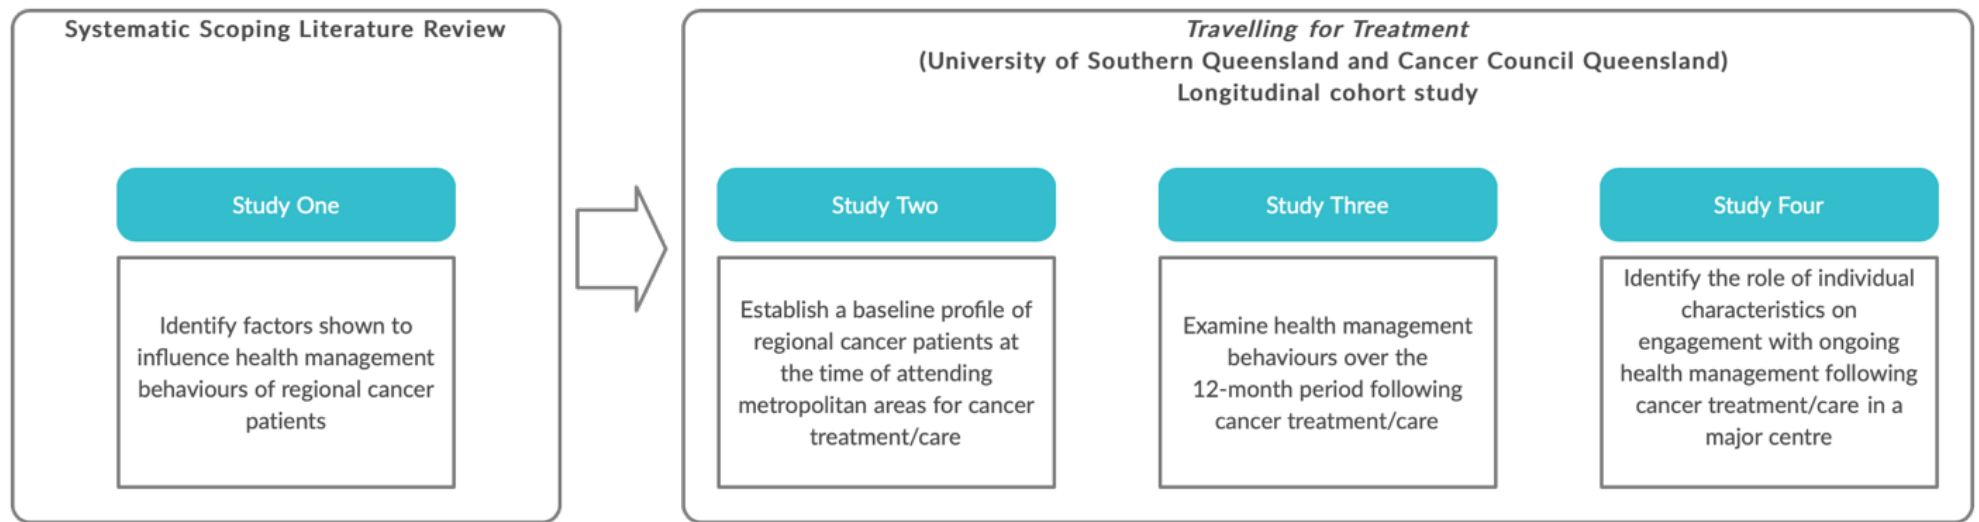 Systematic Scoping Literature Review
Study One
Identify factors shown to
influence health management
behaviours of regional cancer
patients
Travelling for Treatment
(University of Southern Queensland and Cancer Council Queensland)
Longitudinal cohort study
Study Two
Establish a baseline profile of
regional cancer patients at
the time of attending
metropolitan areas for cancer
treatment/care
Study Three
Examine health management
behaviours over the
12-month period following
cancer treatment/care
Study Four
Identify the role of individual
characteristics on
engagement with ongoing
health management following
cancer treatment/care in a
major centre